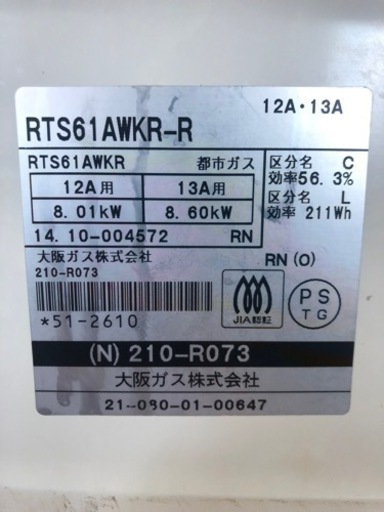 12A・13A
RTS61AWKR-R
RTS61AWKR 都市ガス
区分名 C
効率56.3%
12A用 13A用
区分名 L
8.01kW 8.60kW
効率 211Wh
14.10-004572 RN
大阪ガス株式会社
RN (O)
210-R073
JIA認証
PS
TG
*51-2610
(N) 210-R073
大阪ガス株式会社
21-080-01-00647